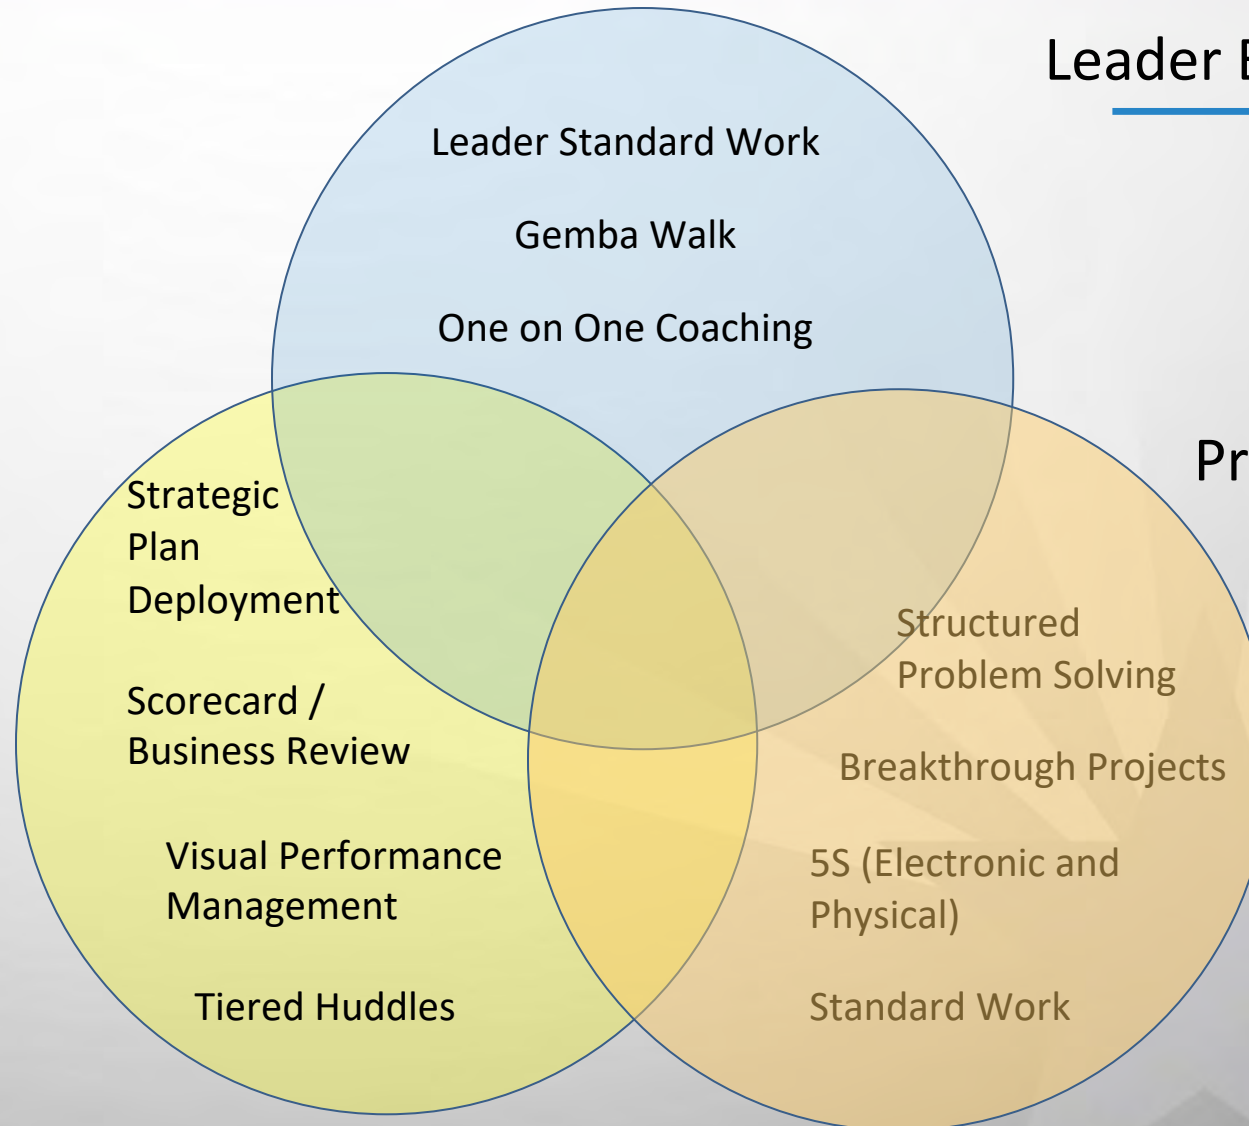 Leader
Leader Standard Work
Gemba Walk
One on One Coaching
Strategic
Plan
Deployment
Scorecard /
Business Review
Visual Performance
Management
Tiered Huddles
Structured
Problem Solving
Breakthrough Projects
5S (Electronic and
Physical)
Standard Work